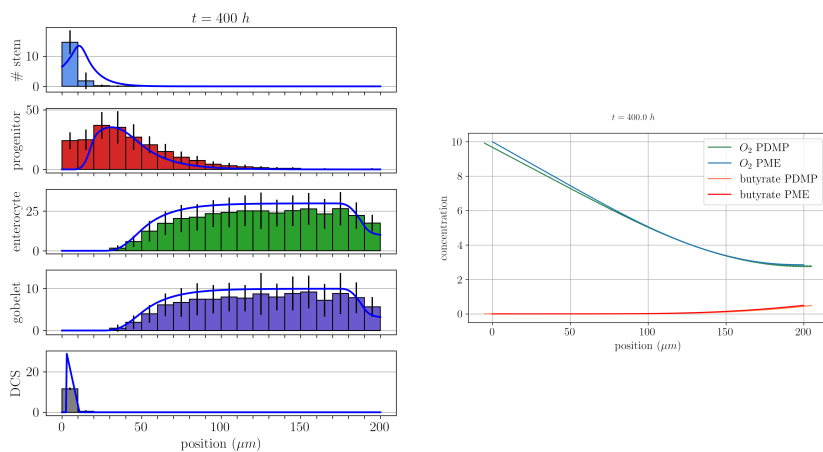 t = 400 h
# stem
10
0
progenitor
50
0
enterocyte
25
0
gobelet
10
0
DCS
20
0
0
50
100
150
200
position (μm)
t = 400.0 h
concentration
10
8
6
4
2
0
O₂ PDMP
O₂ PME
butyrate PDMP
butyrate PME
0
50
100
150
200
position (μm)